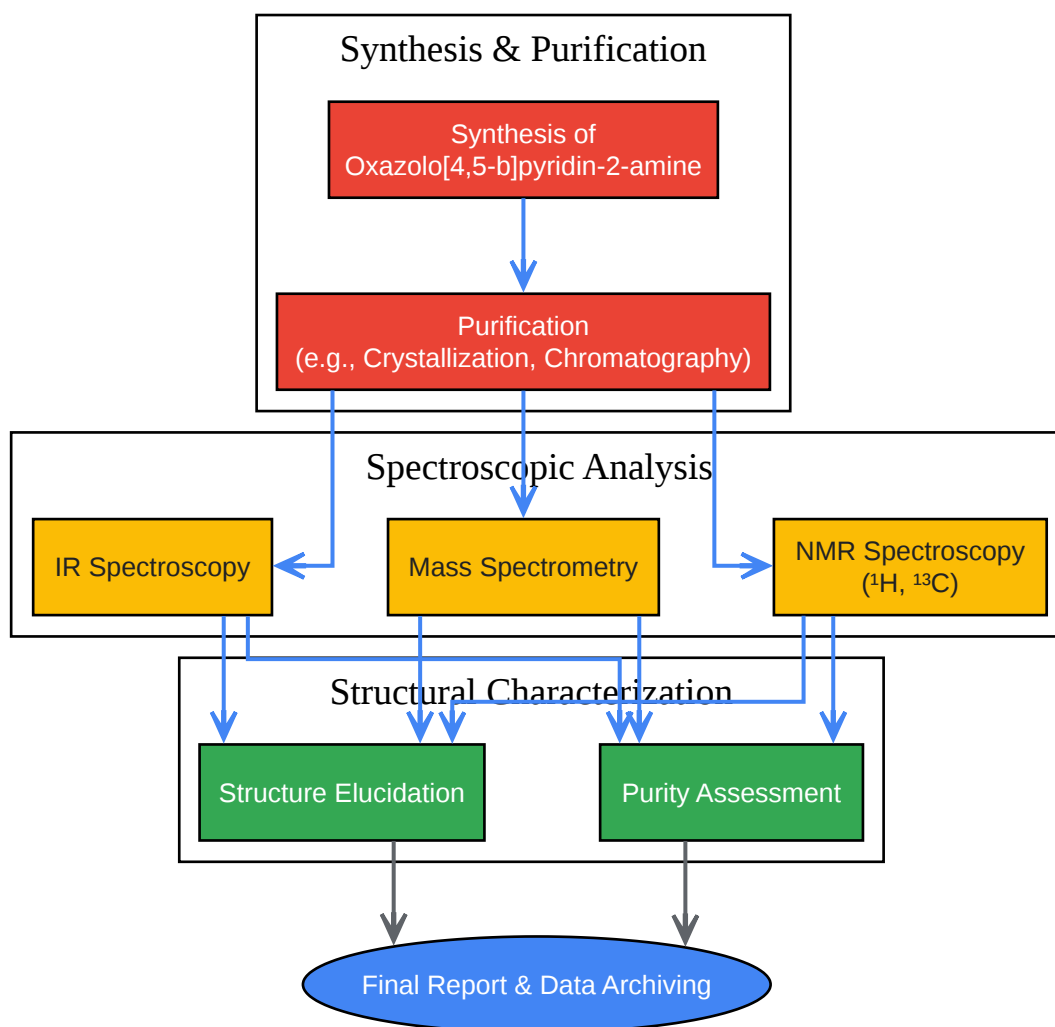 Synthesis & Purification
Synthesis of
Oxazolo[4,5-b]pyridin-2-amine
Purification
(e.g., Crystallization, Chromatography)
Spectroscopic Analysis
IR Spectroscopy
Mass Spectrometry
NMR Spectroscopy
(¹H, ¹³C)
Structural Characterization
Structure Elucidation
Purity Assessment
Final Report & Data Archiving